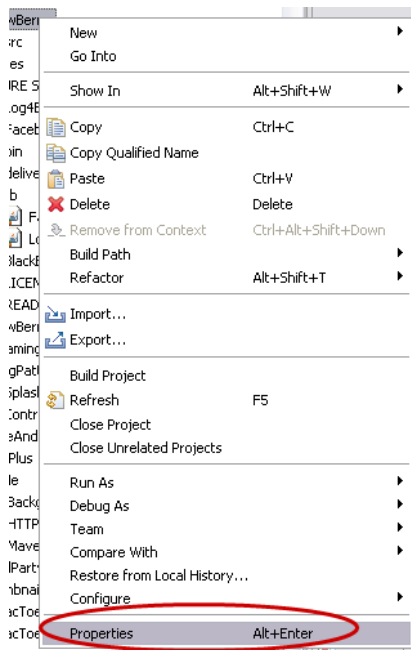 New
Go Into
Show In Alt+Shift+W
Copy Ctrl+C
Copy Qualified Name
Paste Ctrl+V
Delete Delete
Remove from Context Ctrl+Alt+Shift+Down
Build Path
Refactor Alt+Shift+T
Import...
Export...
Build Project
Refresh F5
Close Project
Close Unrelated Projects
Run As
Debug As
Team
Compare With
Restore from Local History...
Configure
Properties Alt+Enter